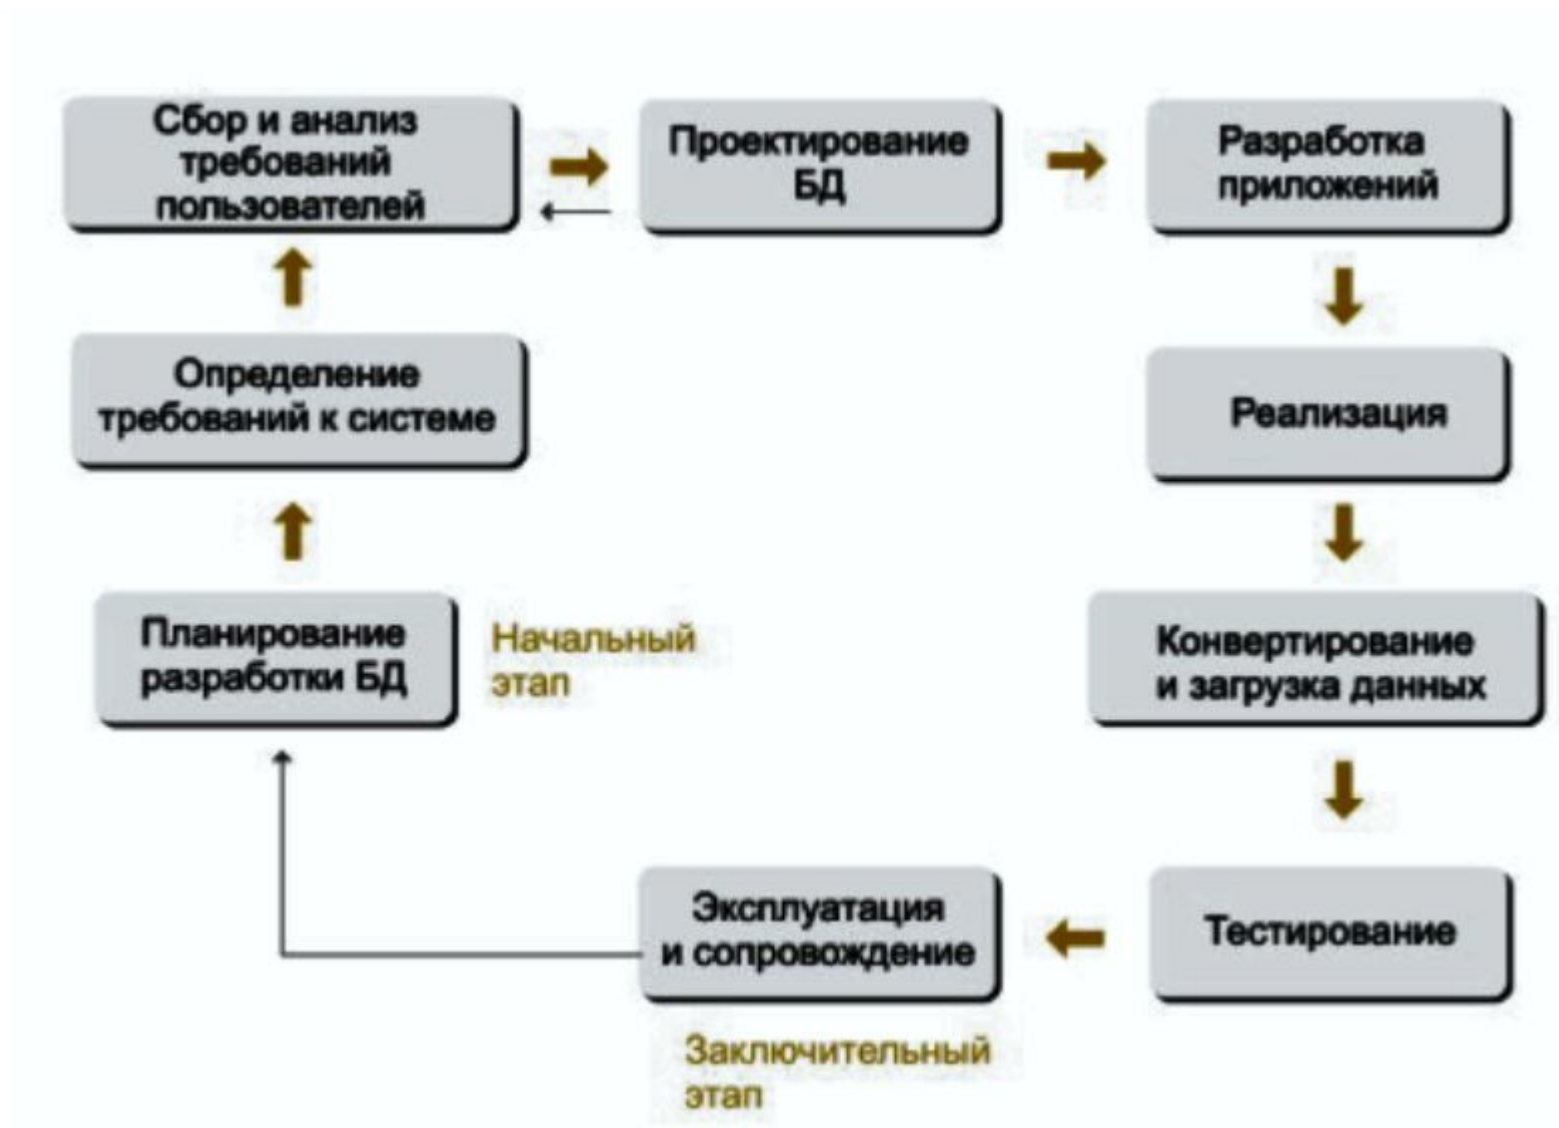 Сбор и анализ
требований
пользователей
Проектирование
БД
Разработка
приложений
Определение
требований к системе
Реализация
Планирование
разработки БД
Начальный
этап
Конвертирование
и загрузка данных
Эксплуатация
и сопровождение
Тестирование
Заключительный
этап